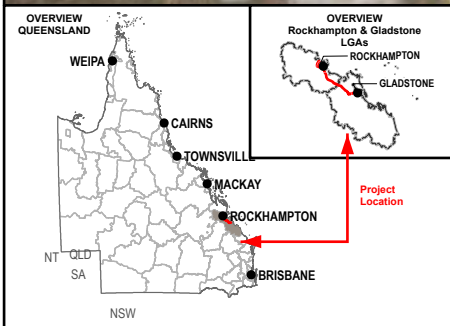 OVERVIEW
QUEENSLAND
WEIPA
CAIRNS
TOWNSVILLE
MACKAY
ROCKHAMPTON
BRISBANE
NT QLD
SA
NSW
OVERVIEW
Rockhampton & Gladstone
LGAs
ROCKHAMPTON
GLADSTONE
Project
Location